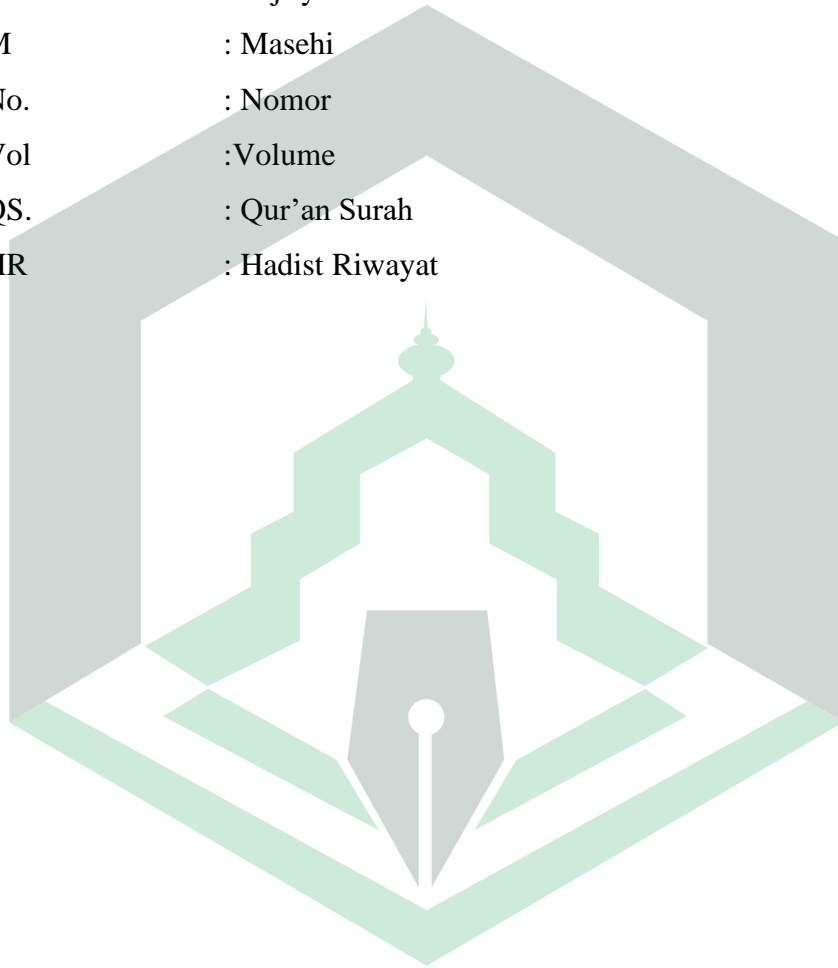 M : Masehi
No. : Nomor
Vol :Volume
QS. : Qur’an Surah
HR : Hadist Riwayat